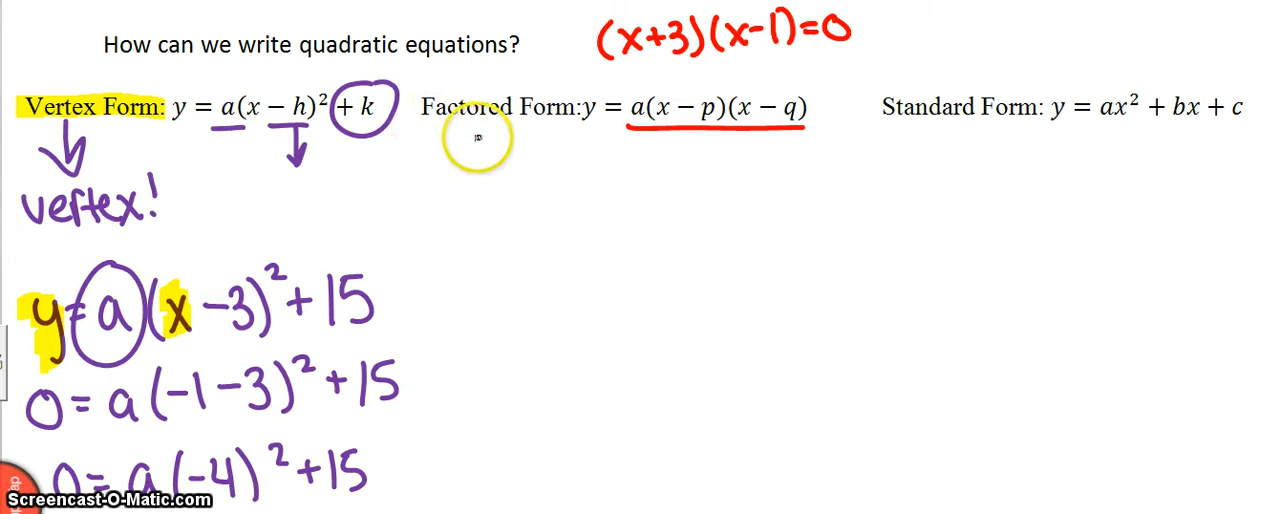 (x+3)(x-1)=0
How can we write quadratic equations?
Vertex Form: y = a(x − h)² + k
Factored Form:y = a(x − p)(x − q)
Standard Form: y = ax² + bx + c
vertex!
y=a(x-3)²+15
0=a(-1-3)²+15
0=a(-4)²+15
Screencast-O-Matic.com